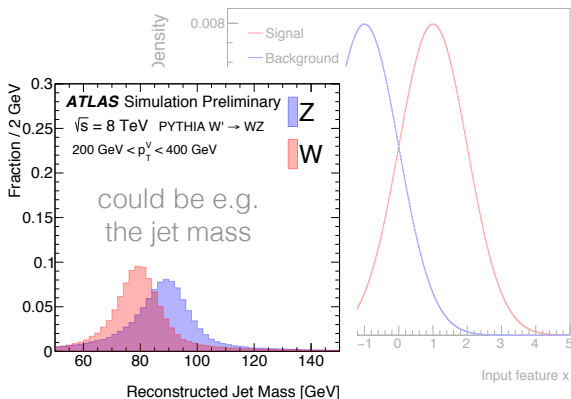 Density
0.008
Signal
Background
-1
0
1
2
3
4
5
Input feature x
Fraction / 2 GeV
0.3
0.25
0.2
0.15
0.1
0.05
0
ATLAS Simulation Preliminary
√s = 8 TeV PYTHIA W' → WZ
200 GeV < p_T^V < 400 GeV
Z
W
could be e.g.
the jet mass
60 80 100 120 140
Reconstructed Jet Mass [GeV]